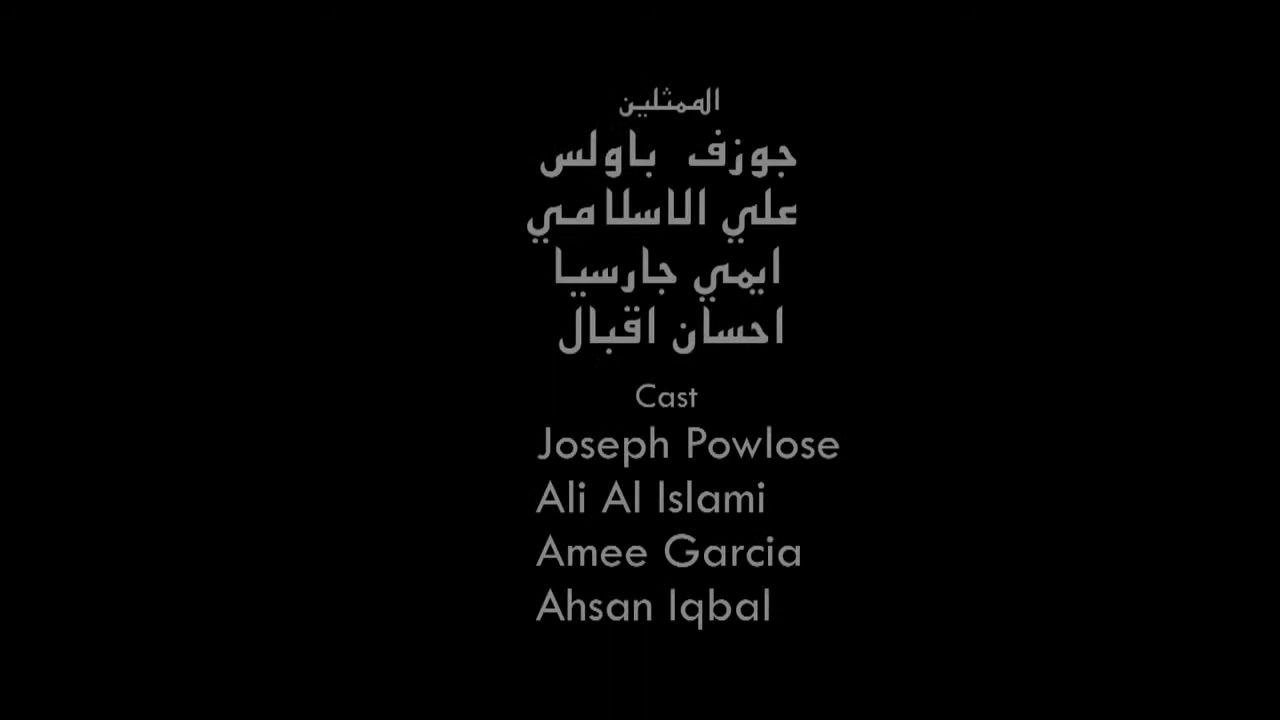 الممثلين
جوزف باولس
علي الاسلامي
ايمي جارسيا
احسان اقبال
Cast
Joseph Powlose
Ali Al Islami
Amee Garcia
Ahsan Iqbal